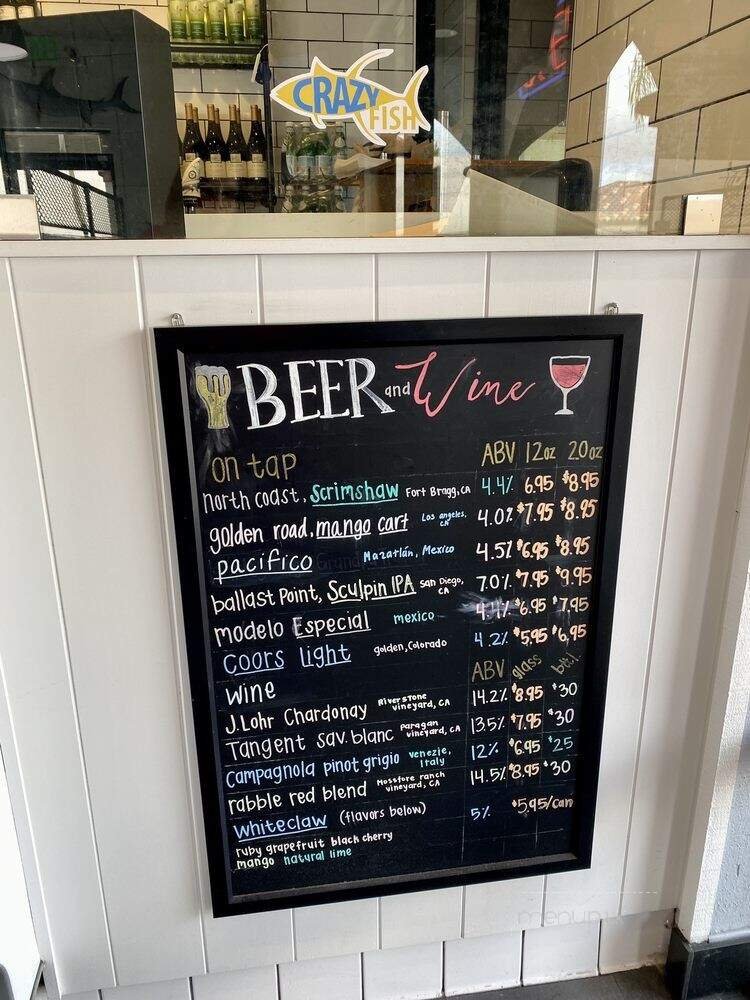 CRAZY
FISH
BEER and Wine
on tap ABV 12oz 20oz
north coast, Scrimshaw Fort Bragg, CA 4.4% 6.95 $8.95
golden road, mango cart Los angeles, CA 4.0% $7.95 $8.95
pacifico Mazatlán, Mexico 4.5% $6.95 $8.95
ballast Point, Sculpin IPA San Diego, CA 7.0% $7.95 $9.95
modelo Especial mexico 4.4% $6.95 $7.95
coors light golden, Colorado 4.2% $5.95 $6.95
wine ABV glass btl
J.Lohr Chardonay Riverstone vineyard, CA 14.2% $8.95 $30
Tangent sav. blanc Paragan vineyard, CA 13.5% $7.95 $30
campagnola pinot grigio venezie, italy 12% $6.95 $25
rabble red blend Mossfore ranch vineyard, CA 14.5% $8.95 $30
whiteclaw (flavors below) 5% $5.95/can
ruby grapefruit black cherry
mango natural lime